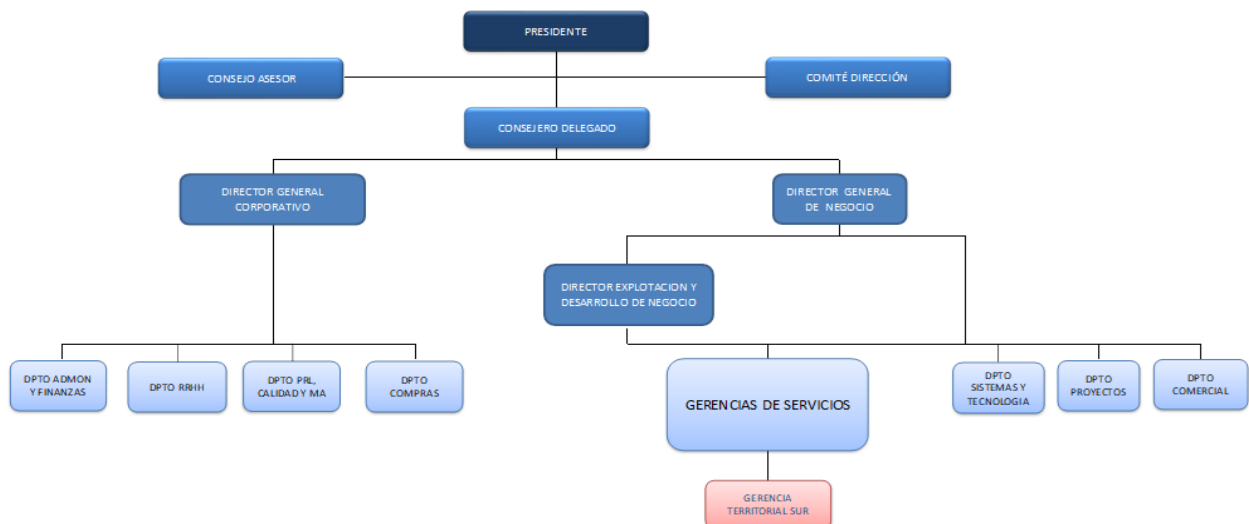 PRESIDENTE
CONSEJO ASESOR
COMITÉ DIRECCIÓN
CONSEJERO DELEGADO
DIRECTOR GENERAL
CORPORATIVO
DIRECTOR GENERAL
DE NEGOCIO
DIRECTOR EXPLOTACION Y
DESARROLLO DE NEGOCIO
DPTO ADMON
Y FINANZAS
DPTO RRHH
DPTO PRL,
CALIDAD Y MA
DPTO
COMPRAS
GERENCIAS DE SERVICIOS
DPTO
SISTEMAS Y
TECNOLOGIA
DPTO
PROYECTOS
DPTO
COMERCIAL
GERENCIA
TERRITORIAL SUR